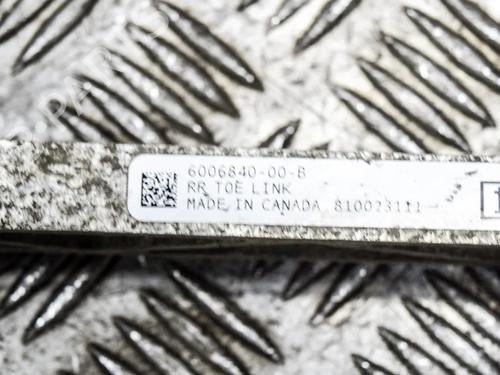 6006840-00-B
RR TOE LINK
MADE IN CANADA 810023111